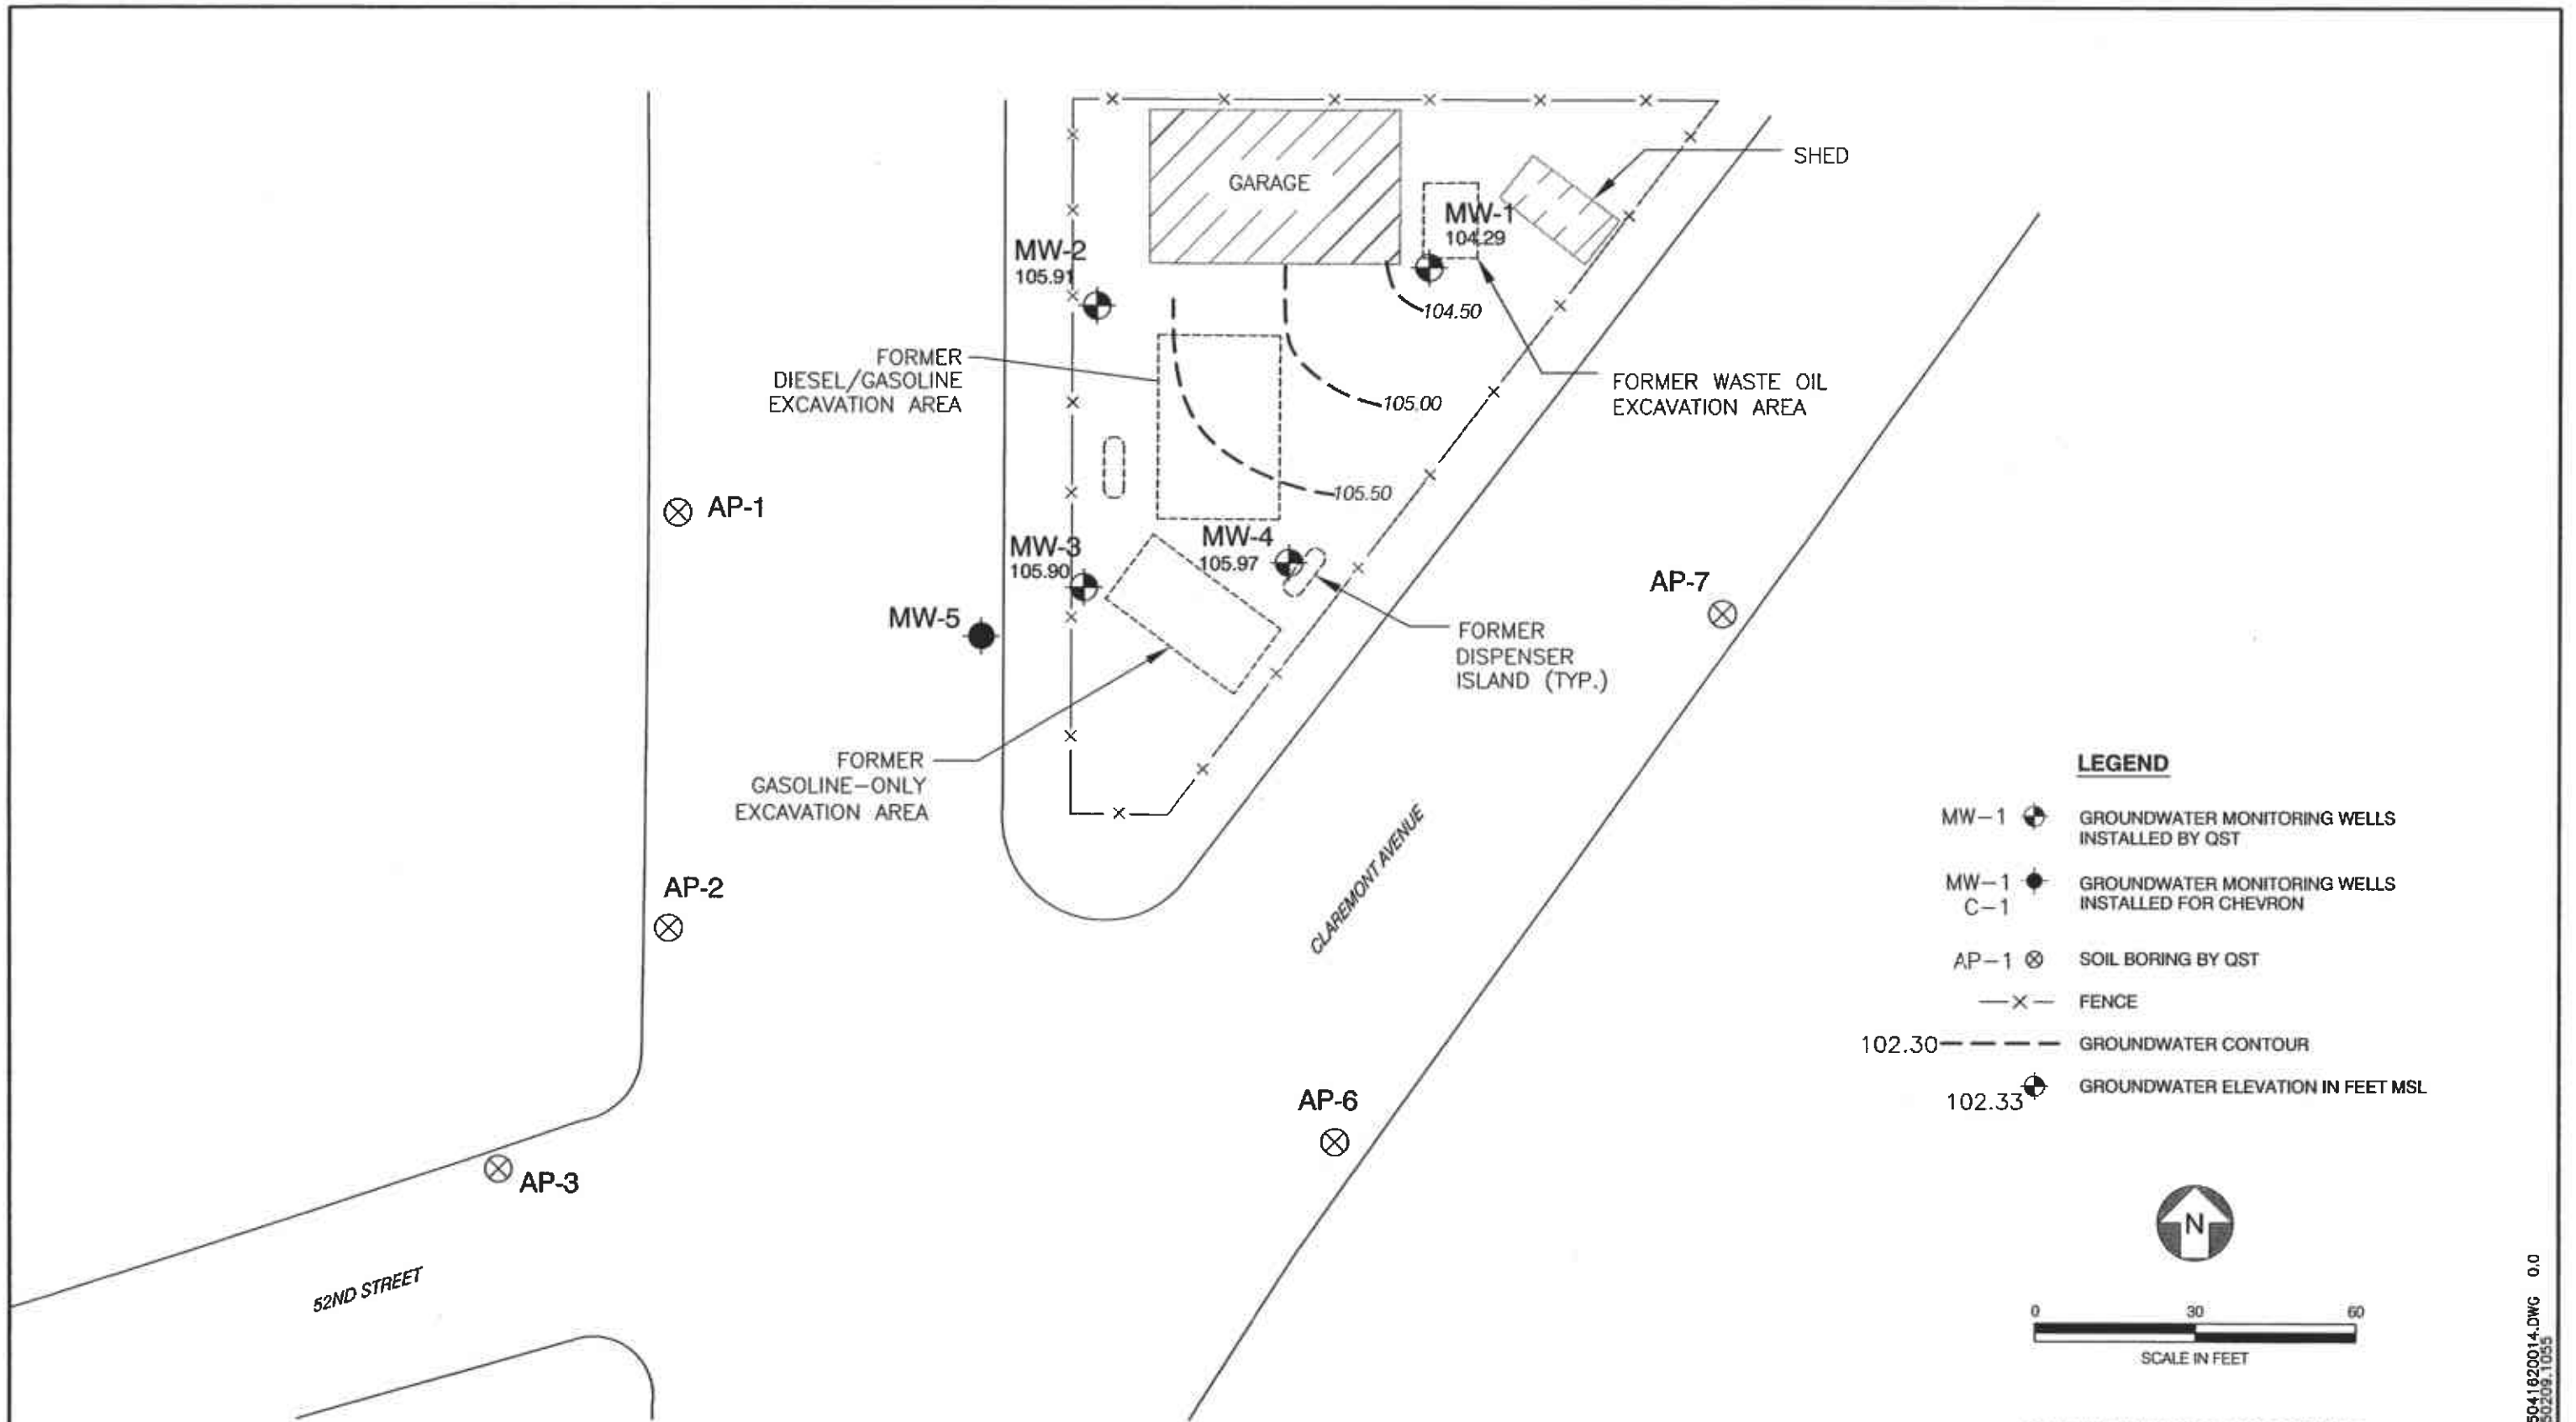 GARAGE
SHED
MW-1
104.29
MW-2
105.91
104.50
FORMER
DIESEL/GASOLINE
EXCAVATION AREA
FORMER WASTE OIL
EXCAVATION AREA
105.00
105.50
AP-1
MW-3
105.90
MW-4
105.97
AP-7
MW-5
FORMER
DISPENSER
ISLAND (TYP.)
FORMER
GASOLINE-ONLY
EXCAVATION AREA
CLAREMONT AVENUE
AP-2
AP-6
AP-3
52ND STREET
LEGEND
MW-1 GROUNDWATER MONITORING WELLS
INSTALLED BY QST
MW-1 GROUNDWATER MONITORING WELLS
C-1 INSTALLED FOR CHEVRON
AP-1 SOIL BORING BY QST
FENCE
102.30 GROUNDWATER CONTOUR
102.33 GROUNDWATER ELEVATION IN FEET MSL
N
0 30 60
SCALE IN FEET
5041620014.DWG 0.0
50209.1055